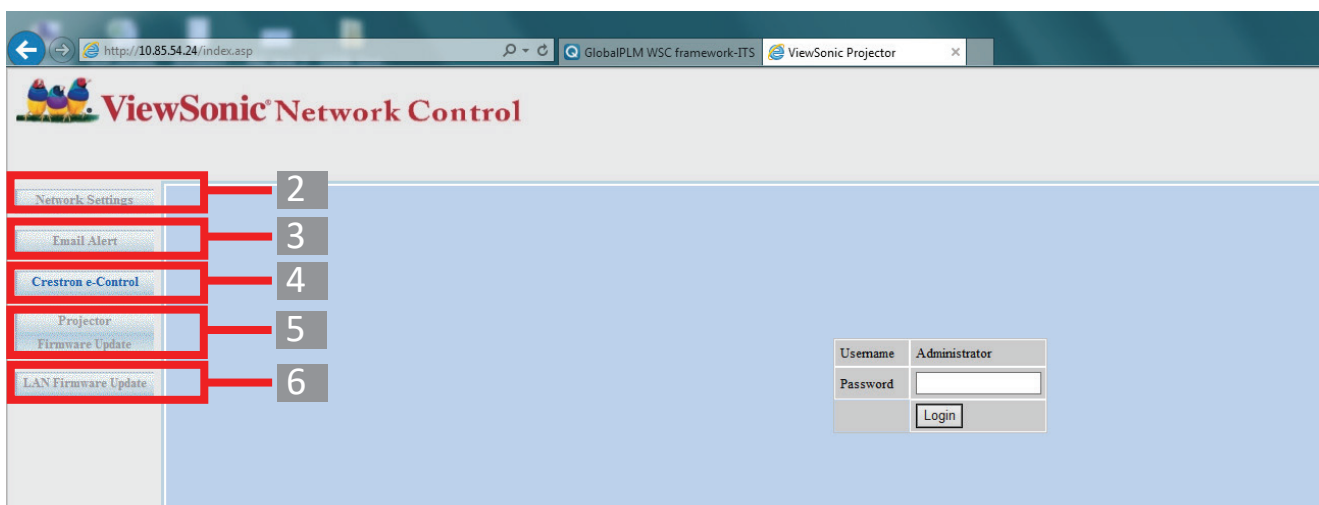 http://10.85.54.24/index.asp
GlobalPLM WSC framework-ITS
ViewSonic Projector
ViewSonic® Network Control
Network Settings
2
Email Alert
3
Crestron e-Control
4
Projector
Firmware Update
5
LAN Firmware Update
6
Username Administrator
Password
Login